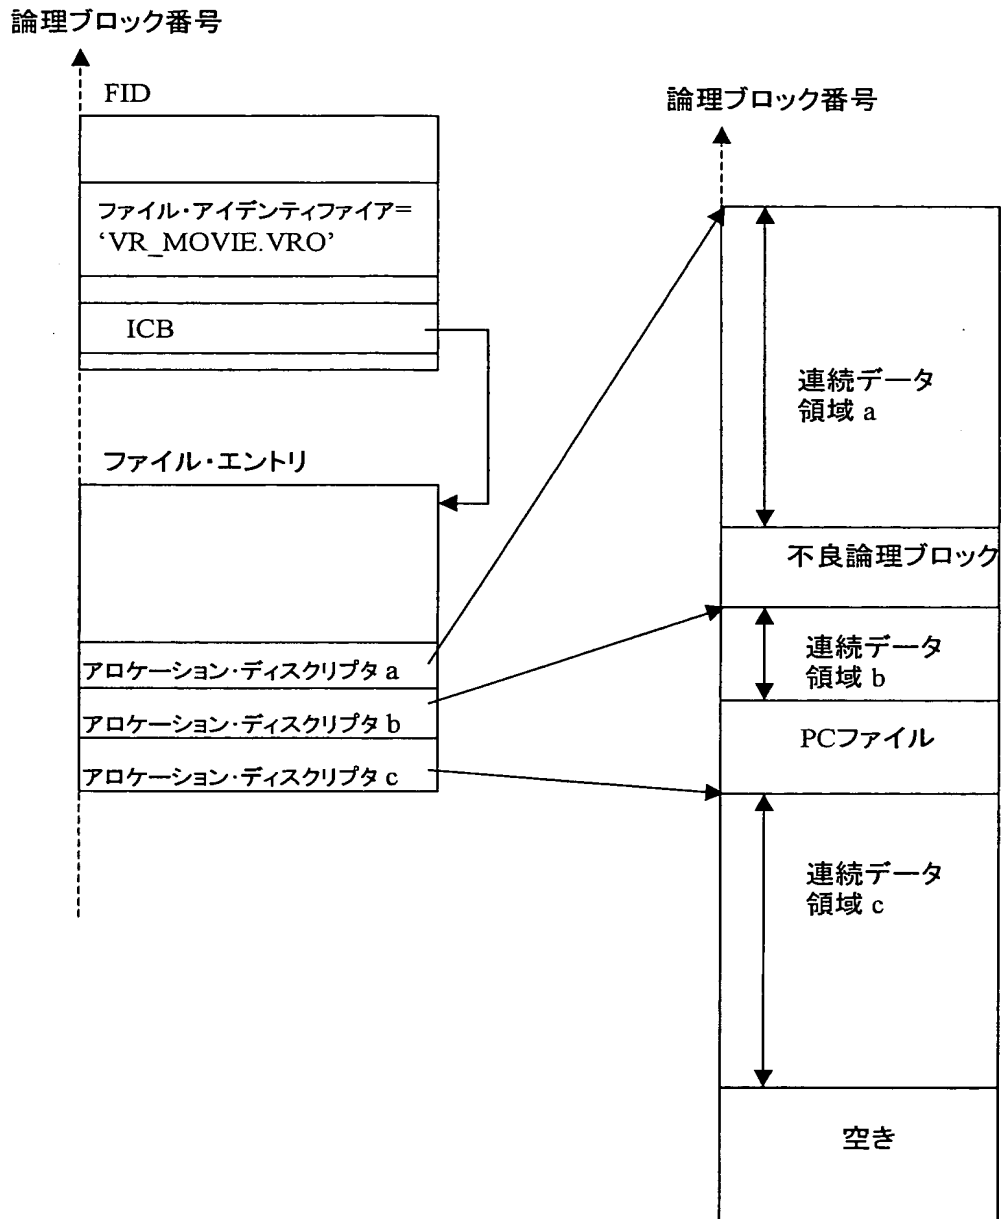 論理ブロック番号
FID
ファイル・アイデンティファイア=
‘VR_MOVIE.VRO’
ICB
ファイル・エントリ
アロケーション・ディスクリプタ a
アロケーション・ディスクリプタ b
アロケーション・ディスクリプタ c
論理ブロック番号
連続データ
領域 a
不良論理ブロック
連続データ
領域 b
PCファイル
連続データ
領域 c
空き